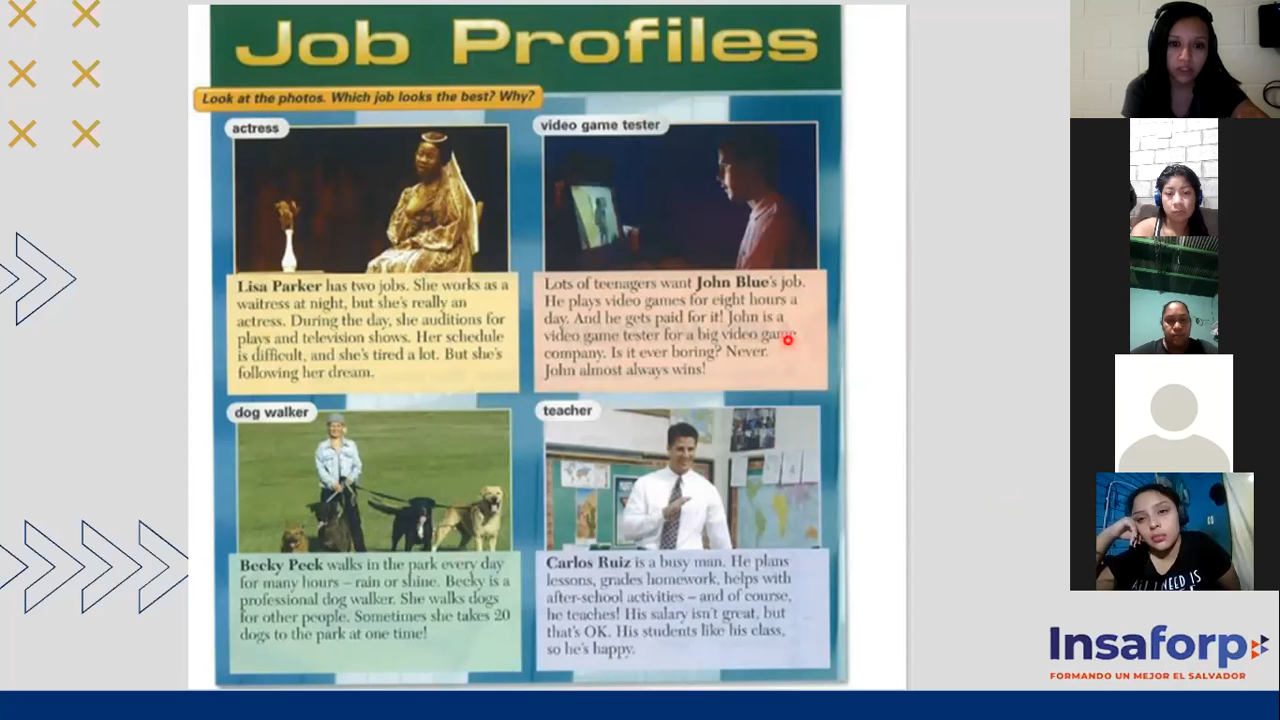 Job Profiles
Look at the photos. Which job looks the best? Why?
actress
Lisa Parker has two jobs. She works as a
waitress at night, but she's really an
actress. During the day, she auditions for
plays and television shows. Her schedule
is difficult, and she's tired a lot. But she's
following her dream.
video game tester
Lots of teenagers want John Blue's job.
He plays video games for eight hours a
day. And he gets paid for it! John is a
video game tester for a big video game
company. Is it ever boring? Never.
John almost always wins!
dog walker
Becky Peck walks in the park every day
for many hours – rain or shine. Becky is a
professional dog walker. She walks dogs
for other people. Sometimes she takes 20
dogs to the park at one time!
teacher
Carlos Ruiz is a busy man. He plans
lessons, grades homework, helps with
after-school activities – and of course,
he teaches! His salary isn't great, but
that's OK. His students like his class,
so he's happy.
ALL I NEED IS
Insaforp
FORMANDO UN MEJOR EL SALVADOR